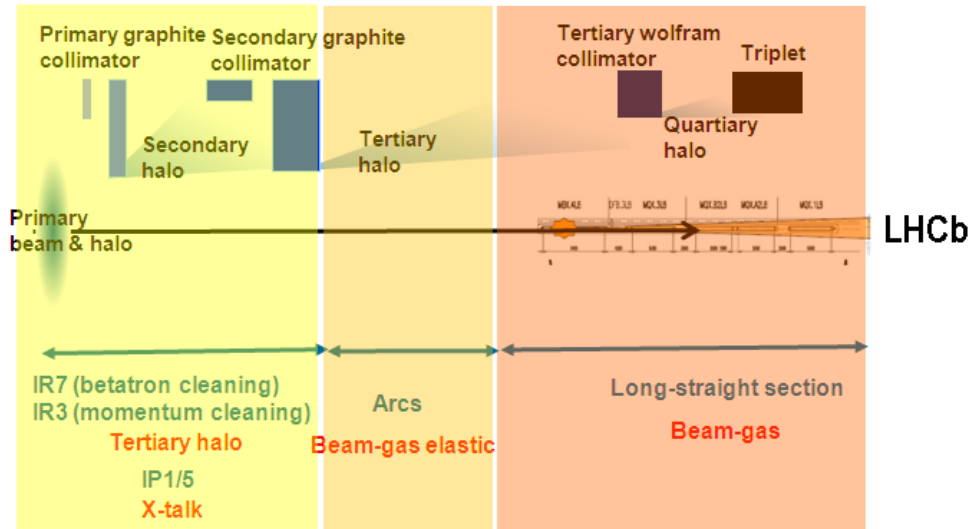 Primary graphite
collimator
Secondary graphite
collimator
Tertiary wolfram
collimator
Triplet
Secondary
halo
Tertiary
halo
Quartiary
halo
Primary
beam & halo
LHCb
IR7 (betatron cleaning)
IR3 (momentum cleaning)
Tertiary halo
IP1/5
X-talk
Arcs
Beam-gas elastic
Long-straight section
Beam-gas